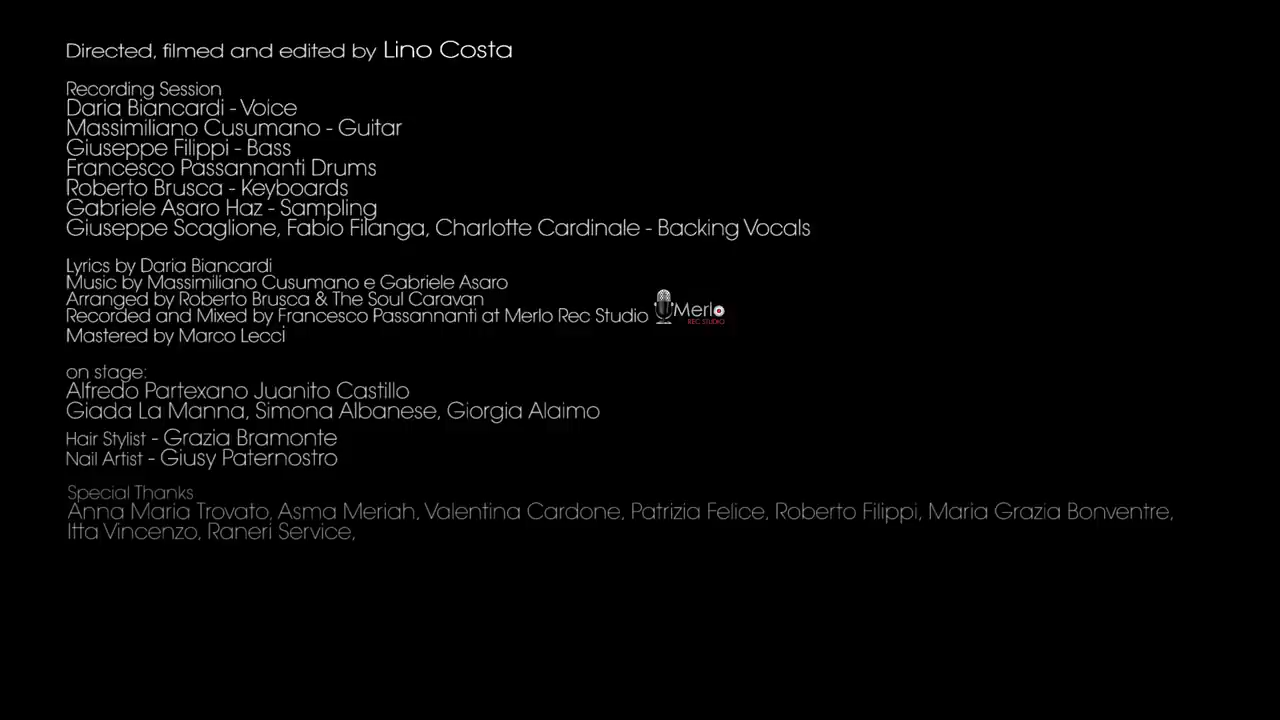 Directed, filmed and edited by Lino Costa
Recording Session
Daria Biancardi - Voice
Massimiliano Cusumano - Guitar
Giuseppe Filippi - Bass
Francesco Passannanti Drums
Roberto Brusca - Keyboards
Gabriele Asaro Haz - Sampling
Giuseppe Scaglione, Fabio Filanga, Charlotte Cardinale - Backing Vocals
Lyrics by Daria Biancardi
Music by Massimiliano Cusumano e Gabriele Asaro
Arranged by Roberto Brusca & The Soul Caravan
Recorded and Mixed by Francesco Passannanti at Merlo Rec Studio Merlo
REC STUDIO
Mastered by Marco Lecci
on stage:
Alfredo Partexano Juanito Castillo
Giada La Manna, Simona Albanese, Giorgia Alaimo
Hair Stylist - Grazia Bramonte
Nail Artist - Giusy Paternostro
Special Thanks
Anna Maria Trovato, Asma Meriah, Valentina Cardone, Patrizia Felice, Roberto Filippi, Maria Grazia Bonventre,
Itta Vincenzo, Raneri Service,